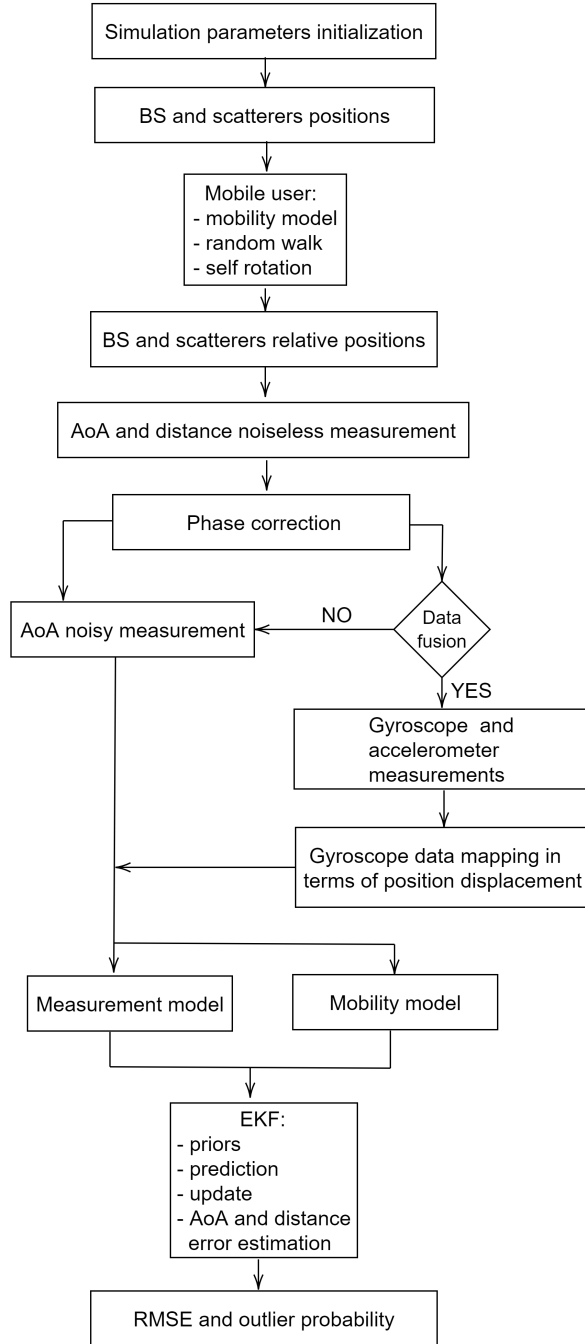 Simulation parameters initialization
BS and scatterers positions
Mobile user:
- mobility model
- random walk
- self rotation
BS and scatterers relative positions
AoA and distance noiseless measurement
Phase correction
AoA noisy measurement
NO
Data
fusion
YES
Gyroscope and
accelerometer
measurements
Gyroscope data mapping in
terms of position displacement
Measurement model
Mobility model
EKF:
- priors
- prediction
- update
- AoA and distance
error estimation
RMSE and outlier probability